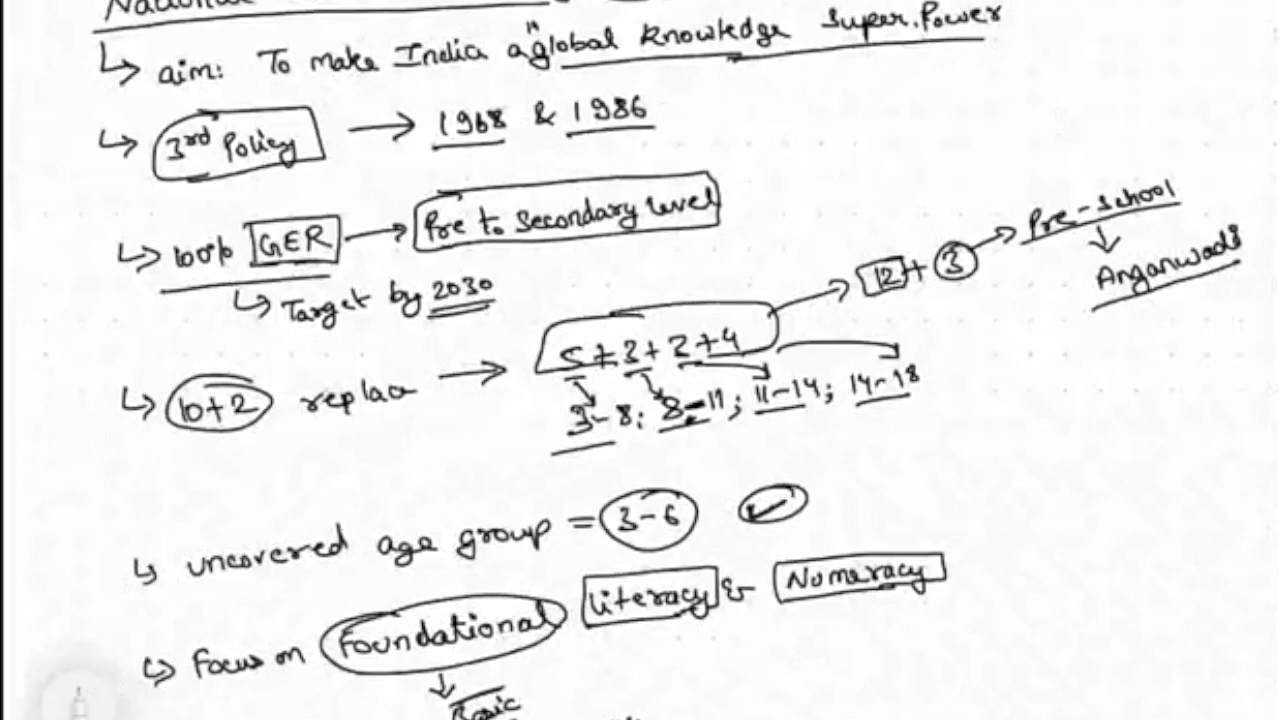 National
↳ aim: To make India a "global knowledge Super Power
↳ 3rd Policy → 1968 & 1986
↳ 100% GER → Pre to Secondary level
↳ Target by 2030
12 + 3 → Pre-School
↓
Anganwadi
↳ 10+2 replace → 5+3+2+4
3-8; 8-11; 11-14; 14-18
↳ uncovered age group = 3-6
↳ Focus on Foundational Literacy & Numeracy
↓
Basic